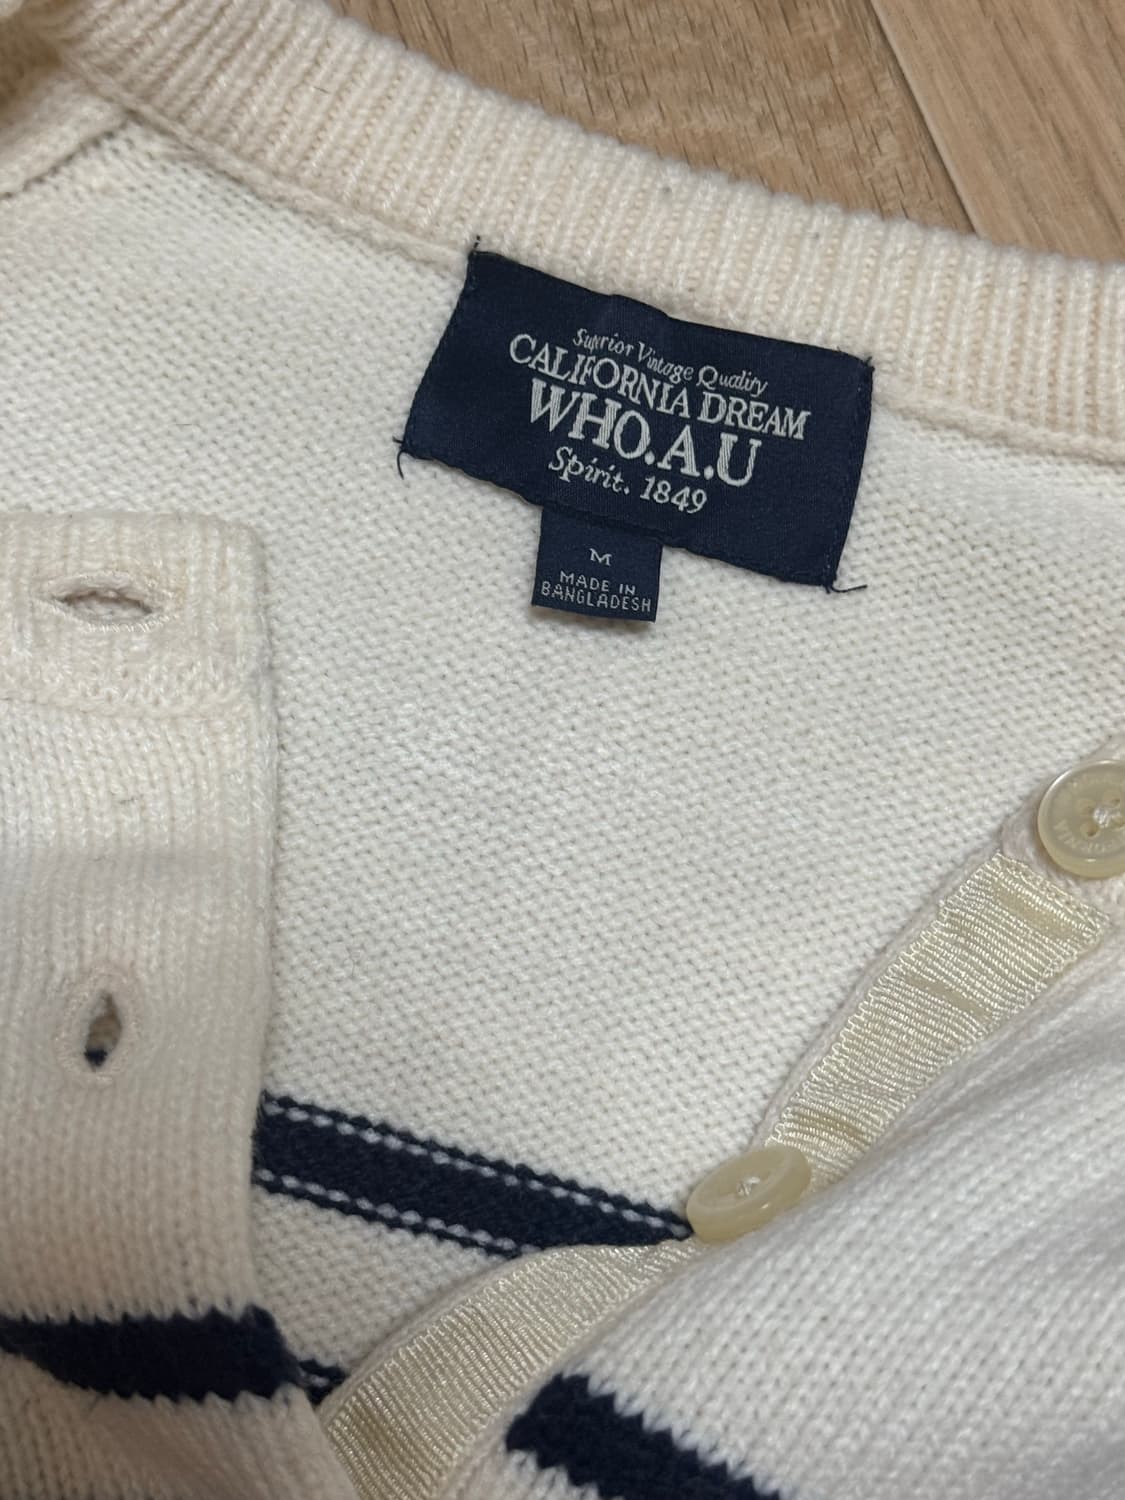 Superior Vintage Quality
CALIFORNIA DREAM
WHO.A.U
Spirit. 1849
M
MADE IN
BANGLADESH